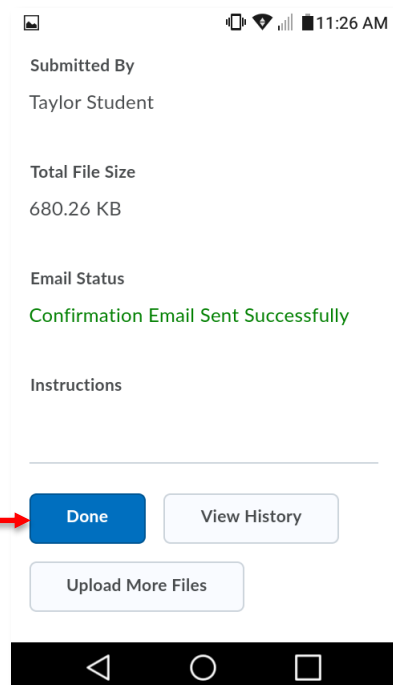 11:26 AM
Submitted By
Taylor Student
Total File Size
680.26 KB
Email Status
Confirmation Email Sent Successfully
Instructions
Done View History
Upload More Files